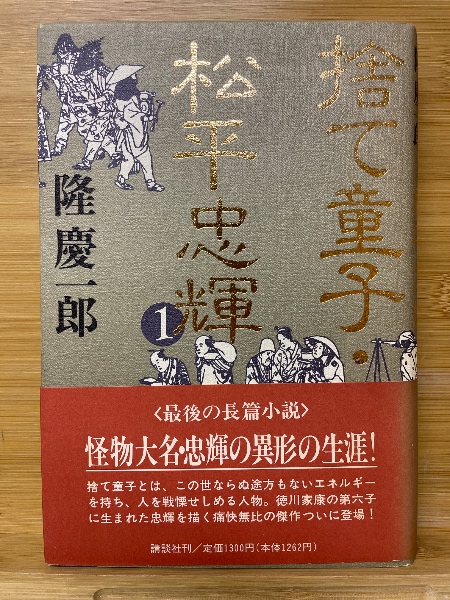 捨て童子・
松平忠輝
1
隆慶一郎
〈最後の長篇小説〉
怪物大名・忠輝の異形の生涯!
捨て童子とは、この世ならぬ途方もないエネルギー
を持ち、人を戦慄せしめる人物。徳川家康の第六子
に生まれた忠輝を描く痛快無比の傑作ついに登場!
講談社刊/定価1300円(本体1262円)